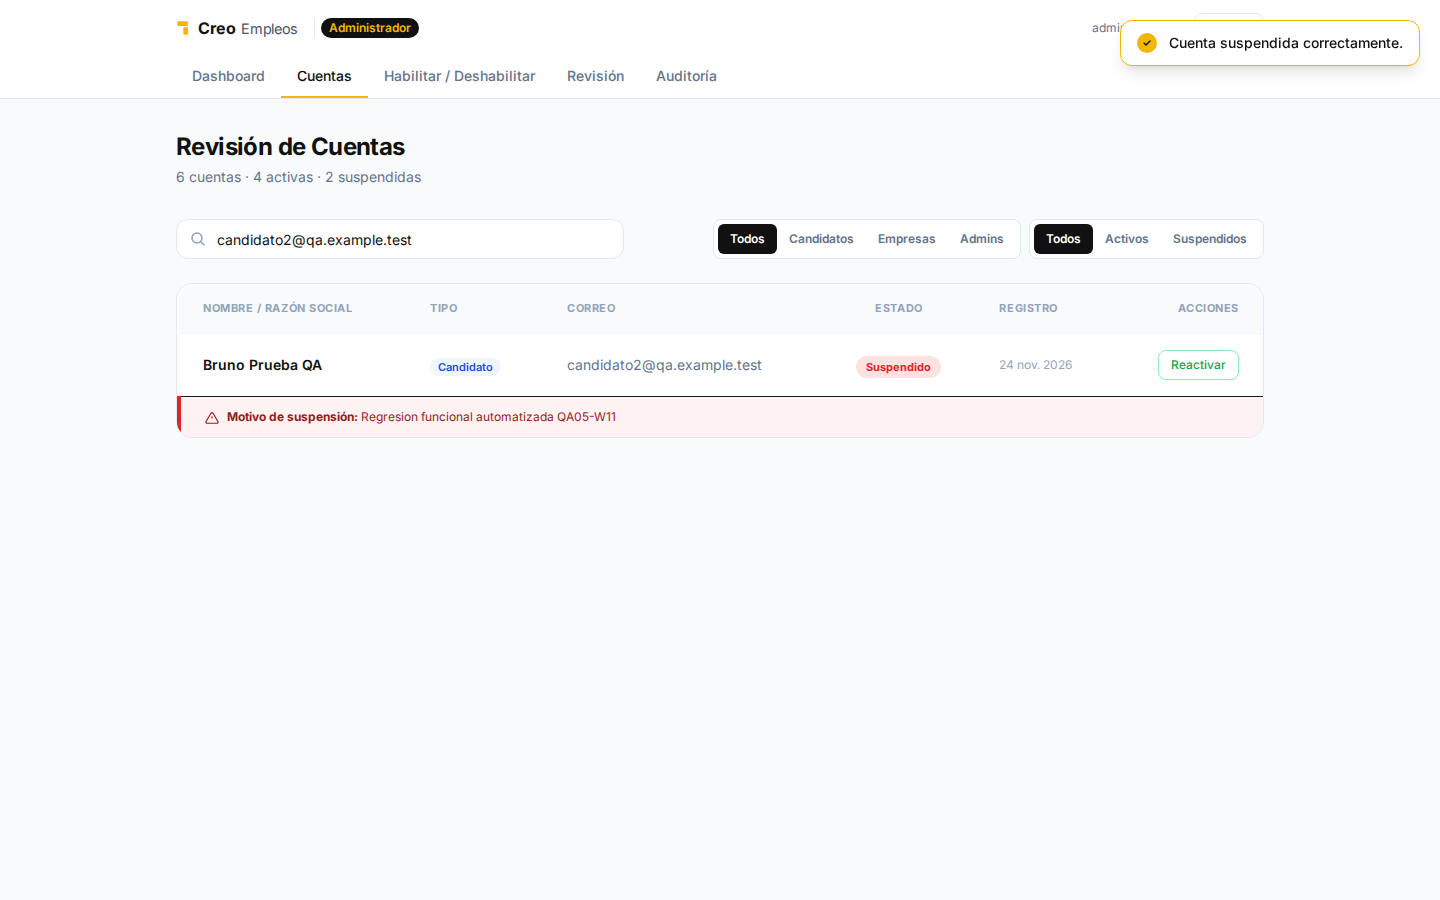 Creo Empleos
Administrador
Cuenta suspendida correctamente.
Dashboard
Cuentas
Habilitar / Deshabilitar
Revisión
Auditoría
Revisión de Cuentas
6 cuentas · 4 activas · 2 suspendidas
candidato2@qa.example.test
Todos Candidatos Empresas Admins
Todos Activos Suspendidos
NOMBRE / RAZÓN SOCIAL TIPO CORREO ESTADO REGISTRO ACCIONES
Bruno Prueba QA Candidato candidato2@qa.example.test Suspendido 24 nov. 2026 Reactivar
Motivo de suspensión: Regresion funcional automatizada QA05-W11